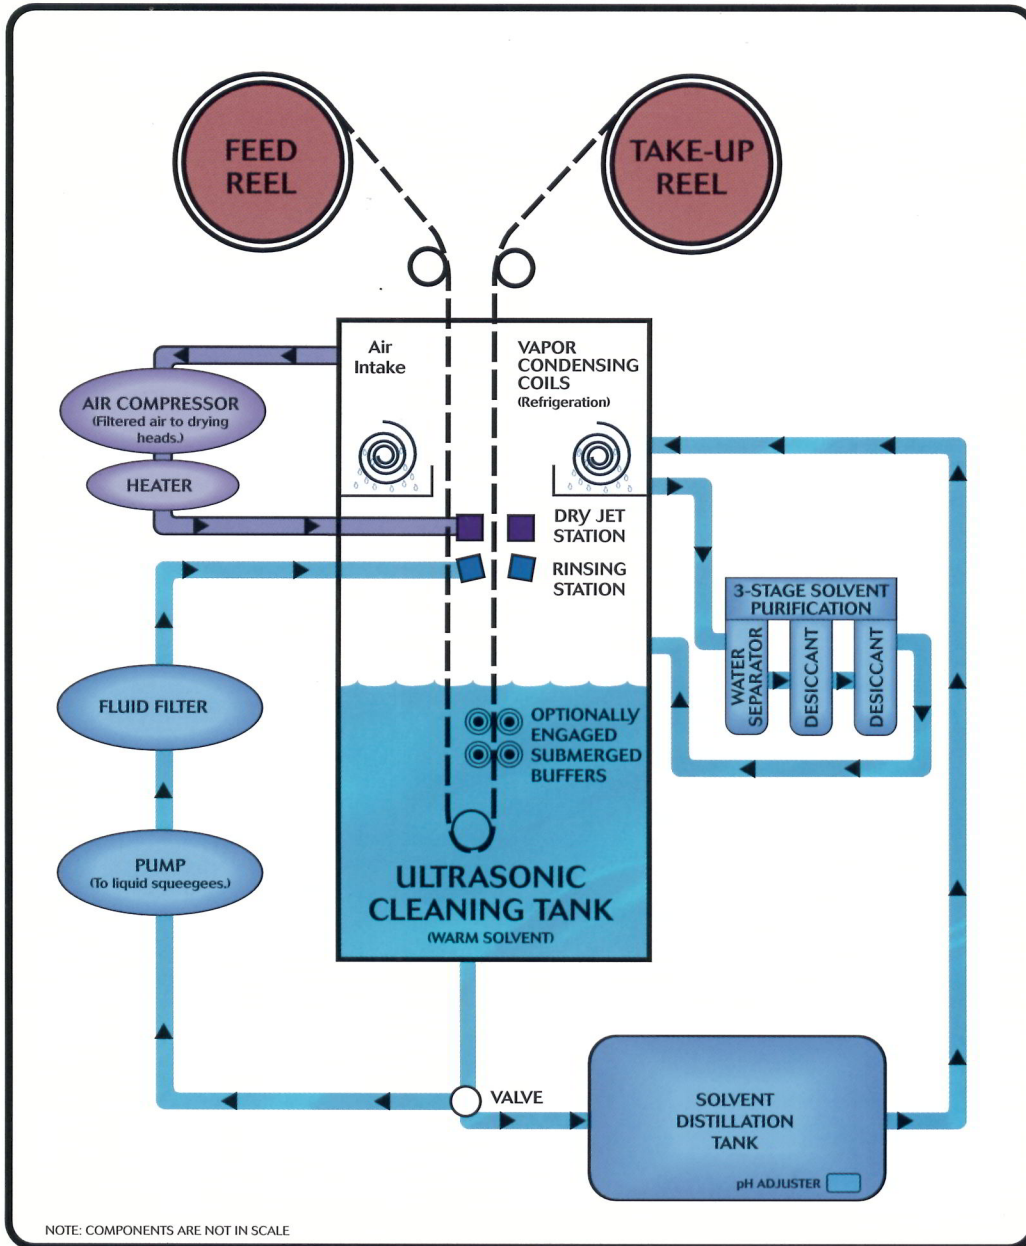 FEED
REEL
TAKE-UP
REEL
Air
Intake
VAPOR
CONDENSING
COILS
(Refrigeration)
AIR COMPRESSOR
(Filtered air to drying
heads.)
HEATER
DRY JET
STATION
RINSING
STATION
3-STAGE SOLVENT
PURIFICATION
WATER
SEPARATOR
DESICCANT
DESICCANT
FLUID FILTER
OPTIONALLY
ENGAGED
SUBMERGED
BUFFERS
PUMP
(To liquid squeegees.)
ULTRASONIC
CLEANING TANK
(WARM SOLVENT)
VALVE
SOLVENT
DISTILLATION
TANK
pH ADJUSTER
NOTE: COMPONENTS ARE NOT IN SCALE